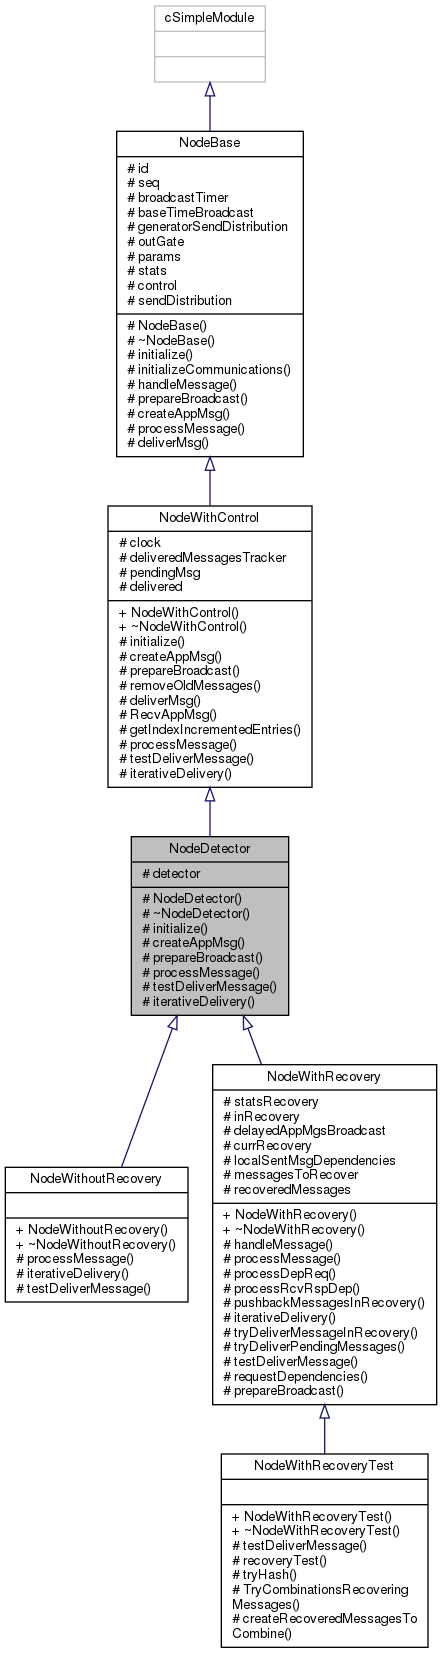 cSimpleModule
NodeBase
# id
# seq
# broadcastTimer
# baseTimeBroadcast
# generatorSendDistribution
# outGate
# params
# stats
# control
# sendDistribution
# NodeBase()
# ~NodeBase()
# initialize()
# initializeCommunications()
# handleMessage()
# prepareBroadcast()
# createAppMsg()
# processMessage()
# deliverMsg()
NodeWithControl
# clock
# deliveredMessagesTracker
# pendingMsg
# delivered
+ NodeWithControl()
+ ~NodeWithControl()
# initialize()
# createAppMsg()
# prepareBroadcast()
# removeOldMessages()
# deliverMsg()
# RecvAppMsg()
# getIndexIncrementedEntries()
# processMessage()
# testDeliverMessage()
# iterativeDelivery()
NodeDetector
# detector
# NodeDetector()
# ~NodeDetector()
# initialize()
# createAppMsg()
# prepareBroadcast()
# processMessage()
# testDeliverMessage()
# iterativeDelivery()
NodeWithoutRecovery
+ NodeWithoutRecovery()
+ ~NodeWithoutRecovery()
# processMessage()
# iterativeDelivery()
# testDeliverMessage()
NodeWithRecovery
# statsRecovery
# inRecovery
# delayedAppMgsBroadcast
# currRecovery
# localSentMsgDependencies
# messagesToRecover
# recoveredMessages
+ NodeWithRecovery()
+ ~NodeWithRecovery()
# handleMessage()
# processMessage()
# processDepReq()
# processRcvRspDep()
# pushbackMessagesInRecovery()
# iterativeDelivery()
# tryDeliverMessageInRecovery()
# tryDeliverPendingMessages()
# testDeliverMessage()
# requestDependencies()
# prepareBroadcast()
NodeWithRecoveryTest
+ NodeWithRecoveryTest()
+ ~NodeWithRecoveryTest()
# testDeliverMessage()
# recoveryTest()
# tryHash()
# TryCombinationsRecovering
Messages()
# createRecoveredMessagesTo
Combine()